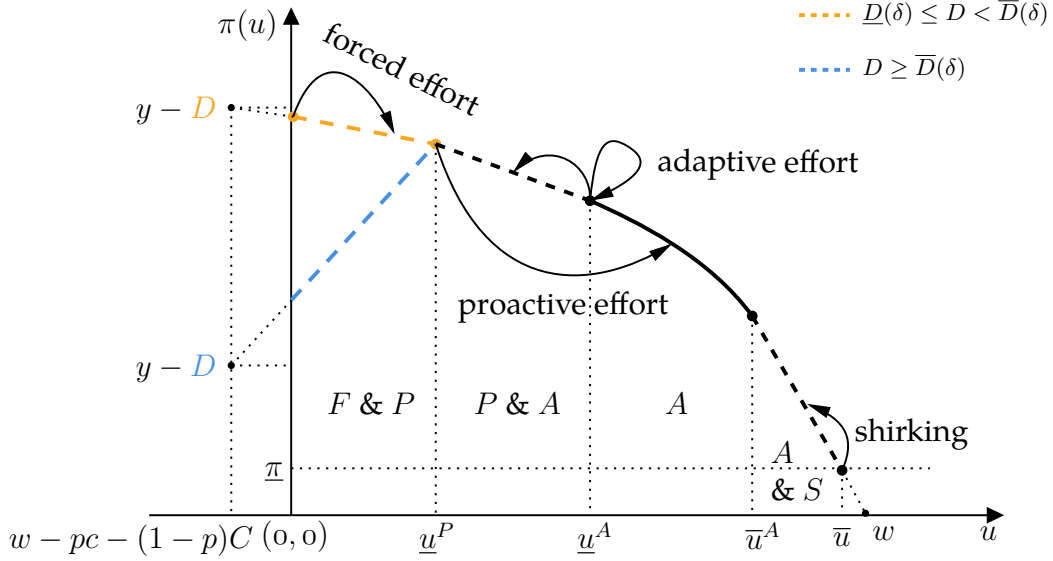 π(u)
D̲(δ) ≤ D < D̅(δ)
D ≥ D̅(δ)
forced effort
y − D
adaptive effort
proactive effort
y − D
F & P
P & A
A
shirking
A
& S
π̲
w − pc − (1 − p)C
(0, 0)
u̲ᴾ
u̲ᴬ
u̅ᴬ
u̅
w
u